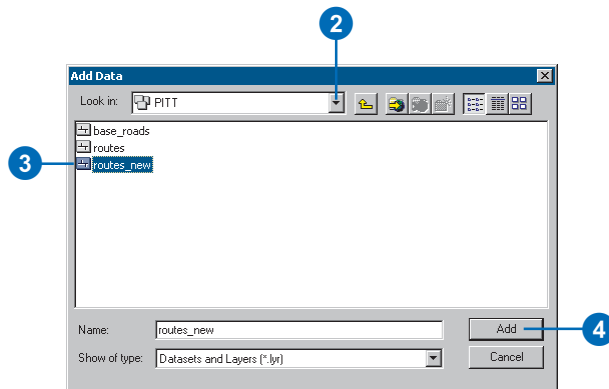 2
Add Data
Look in: PITT
base_roads
routes
3
routes_new
Name: routes_new Add
4
Show of type: Datasets and Layers (*.lyr) Cancel